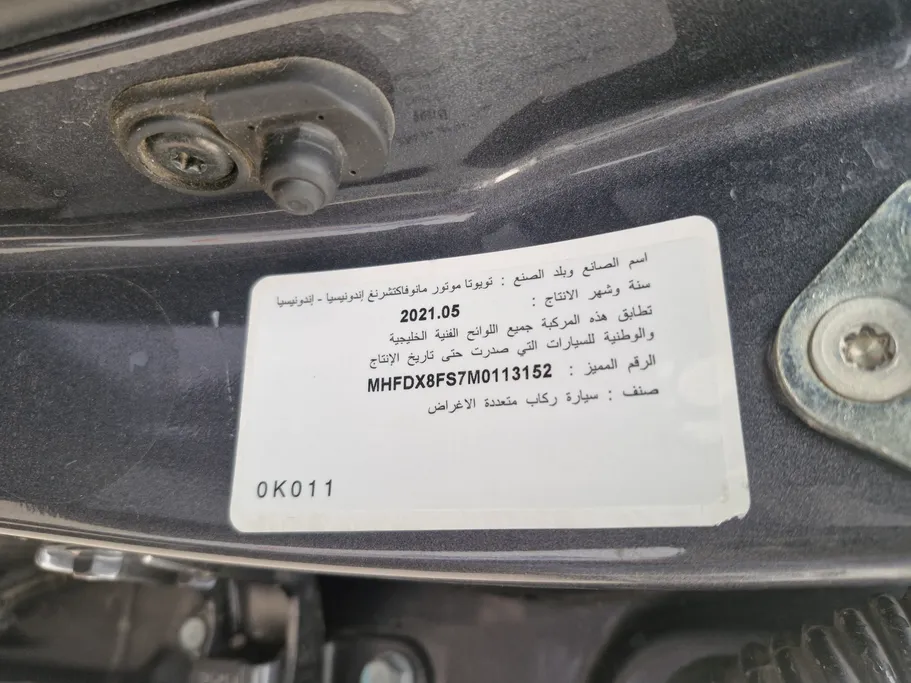 اسم الصانع وبلد الصنع : تويوتا موتور مانوفاكتشرنغ إندونيسيا - إندونيسيا
سنة وشهر الانتاج : 2021.05
تطابق هذه المركبة جميع اللوائح الفنية الخليجية
والوطنية للسيارات التي صدرت حتى تاريخ الإنتاج
الرقم المميز : MHFDX8FS7M0113152
صنف : سيارة ركاب متعددة الاغراض
0K011